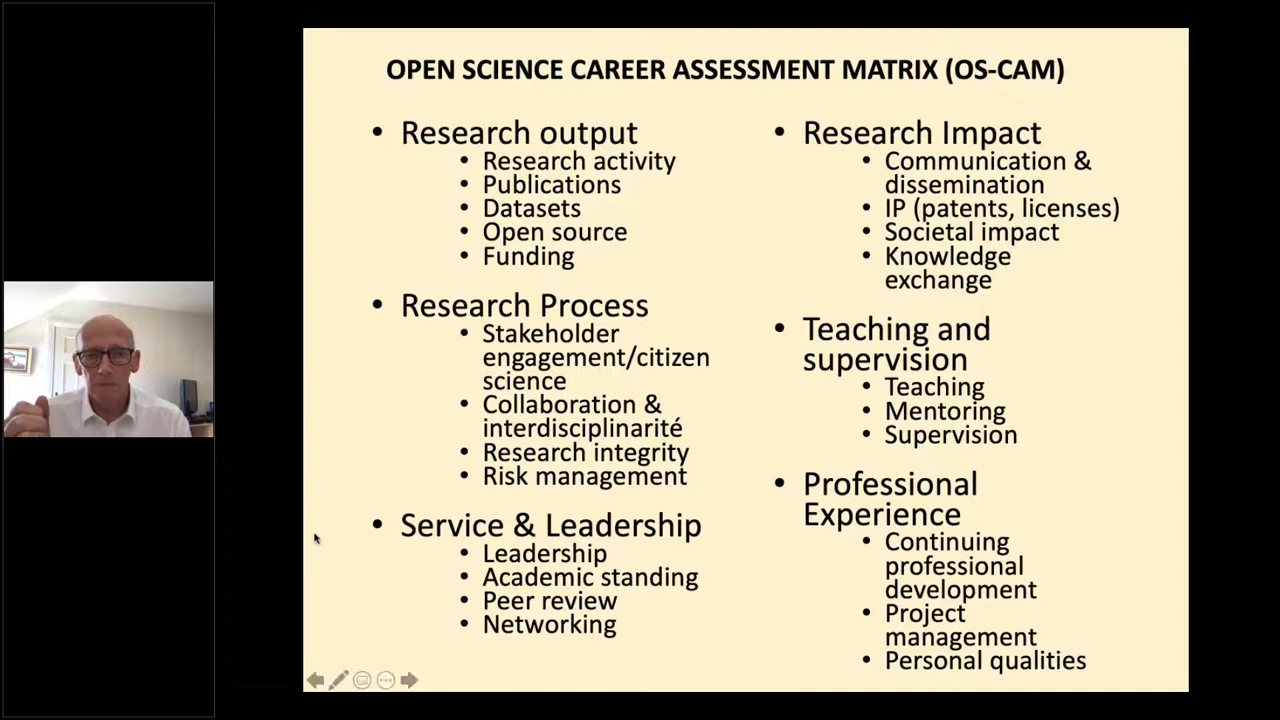 OPEN SCIENCE CAREER ASSESSMENT MATRIX (OS-CAM)
• Research output
• Research activity
• Publications
• Datasets
• Open source
• Funding
• Research Process
• Stakeholder
engagement/citizen
science
• Collaboration &
interdisciplinarité
• Research integrity
• Risk management
• Service & Leadership
• Leadership
• Academic standing
• Peer review
• Networking
• Research Impact
• Communication &
dissemination
• IP (patents, licenses)
• Societal impact
• Knowledge
exchange
• Teaching and
supervision
• Teaching
• Mentoring
• Supervision
• Professional
Experience
• Continuing
professional
development
• Project
management
• Personal qualities